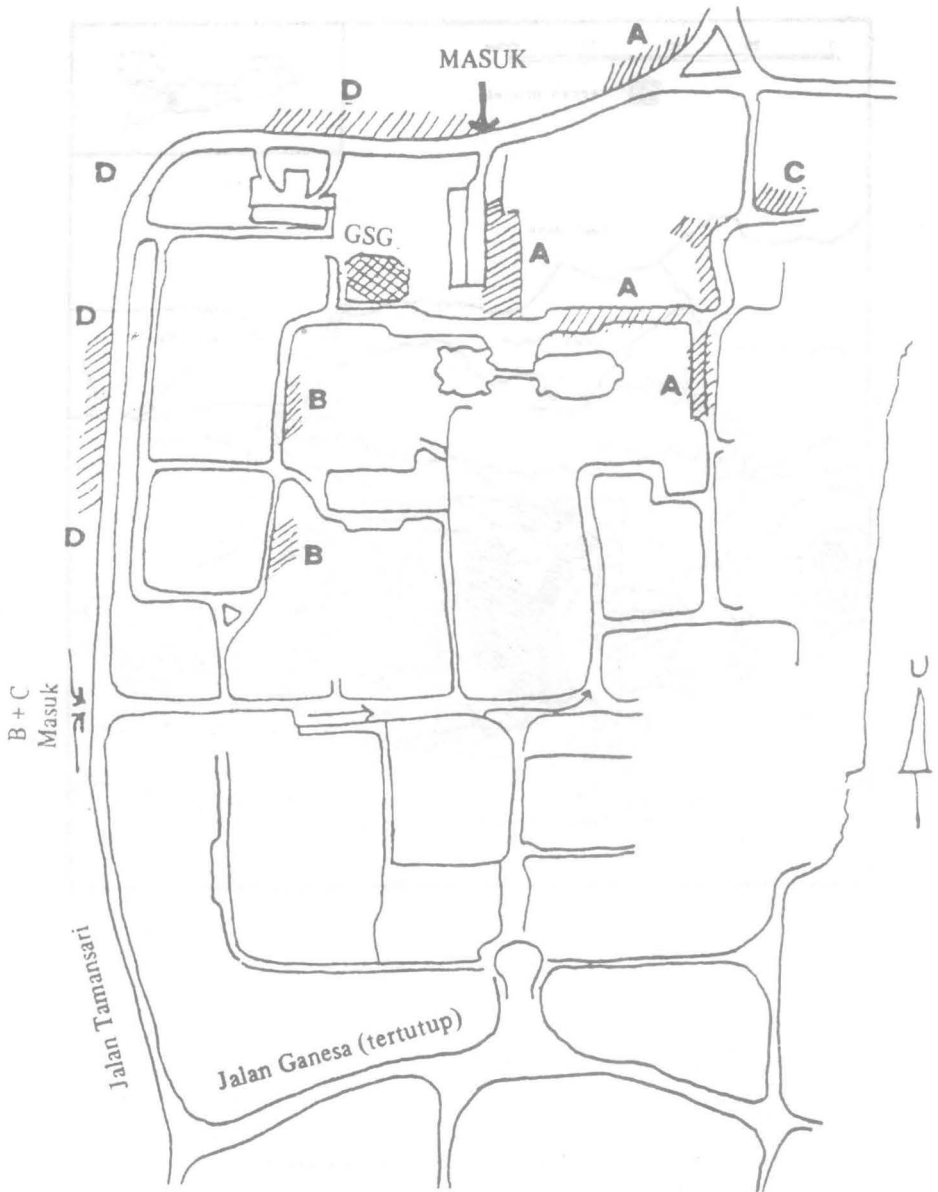 A
MASUK
D
D
C
GSG
A
A
D
A
B
D
B
U
B + C
Masuk
Jalan Tamansari
Jalan Ganesa (tertutup)